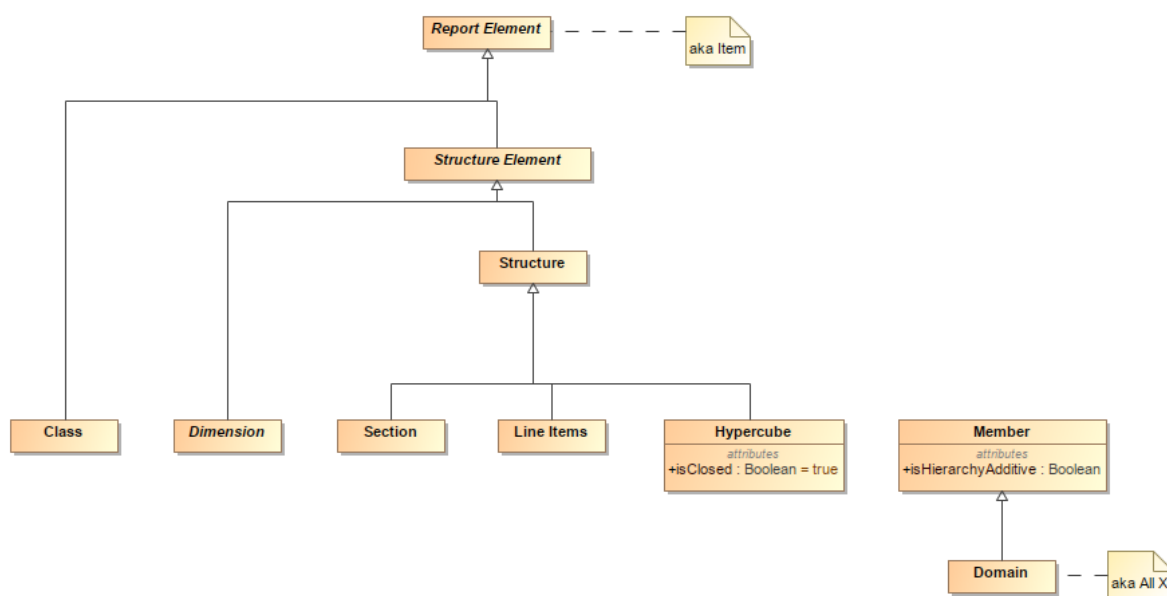 Report Element
aka Item
Structure Element
Structure
Class
Dimension
Section
Line Items
Hypercube
attributes
+isClosed : Boolean = true
Member
attributes
+isHierarchyAdditive : Boolean
Domain
aka All X